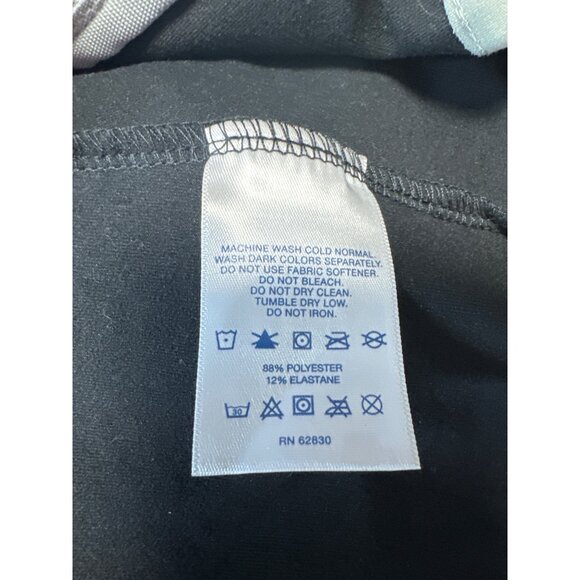 MACHINE WASH COLD NORMAL.
WASH DARK COLORS SEPARATELY.
DO NOT USE FABRIC SOFTENER.
DO NOT BLEACH.
DO NOT DRY CLEAN.
TUMBLE DRY LOW.
DO NOT IRON.
88% POLYESTER
12% ELASTANE
30
RN 62830